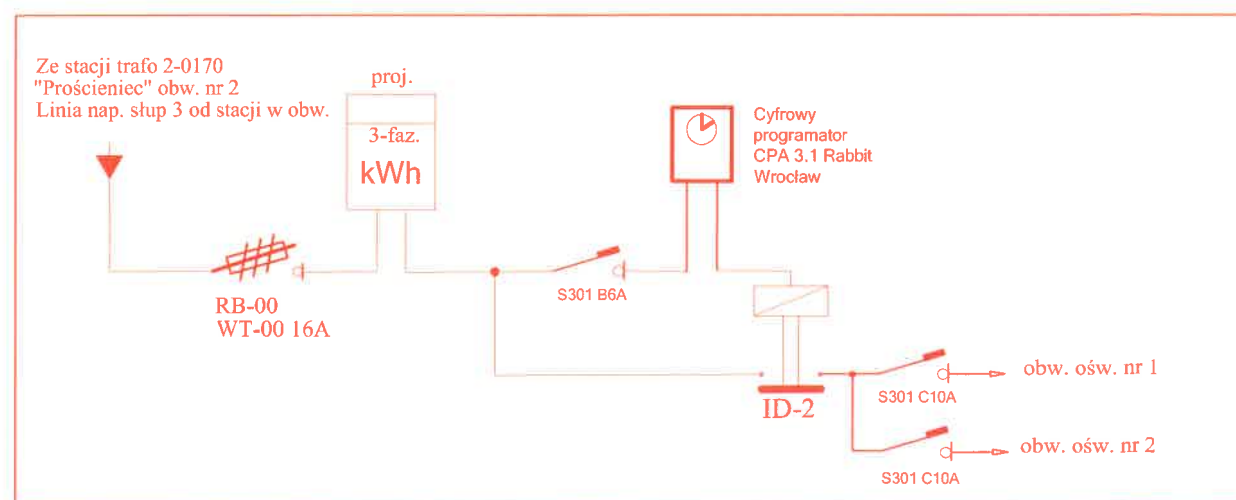 Ze stacji trafo 2-0170
"Prościeniec" obw. nr 2
Linia nap. słup 3 od stacji w obw.
proj.
3-faz.
kWh
Cyfrowy
programator
CPA 3.1 Rabbit
Wrocław
RB-00
WT-00 16A
S301 B6A
ID-2
S301 C10A
obw. ośw. nr 1
S301 C10A
obw. ośw. nr 2